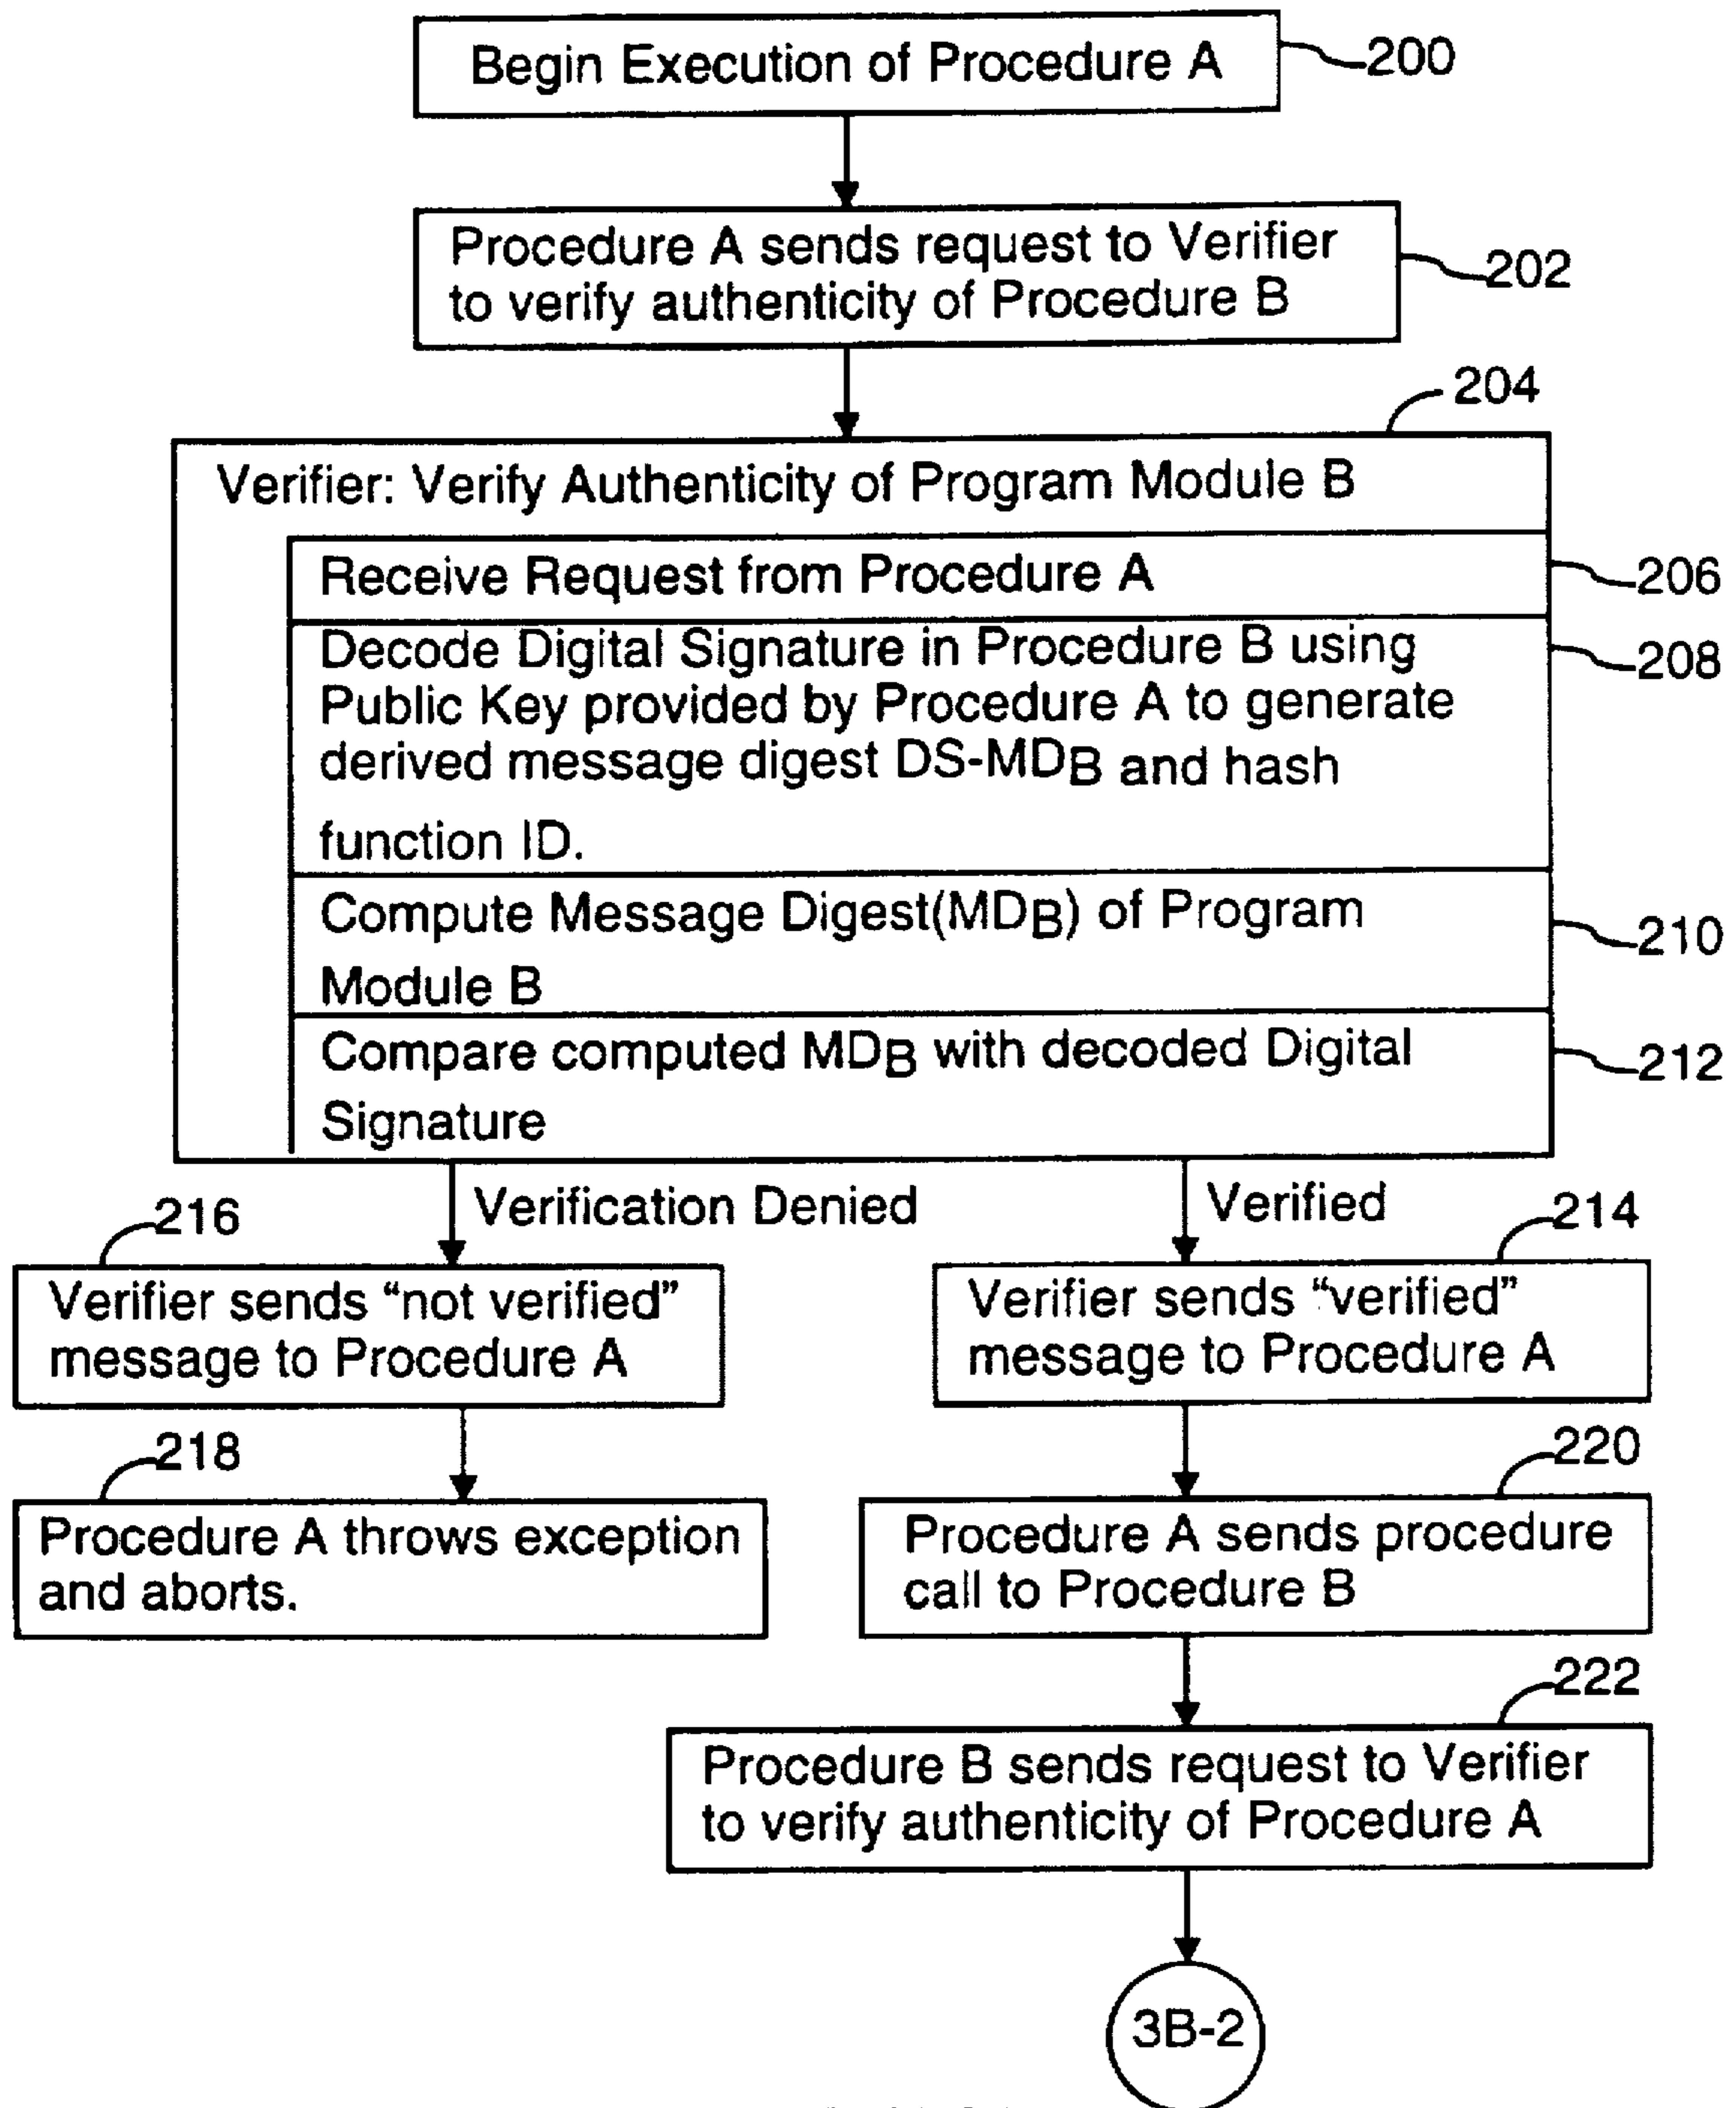 Begin Execution of Procedure A
200
Procedure A sends request to Verifier
to verify authenticity of Procedure B
202
204
Verifier: Verify Authenticity of Program Module B
Receive Request from Procedure A
206
Decode Digital Signature in Procedure B using
Public Key provided by Procedure A to generate
derived message digest DS-MDB and hash
function ID.
208
Compute Message Digest(MDB) of Program
Module B
210
Compare computed MDB with decoded Digital
Signature
212
Verification Denied
Verified
216
Verifier sends “not verified”
message to Procedure A
214
Verifier sends “verified”
message to Procedure A
218
Procedure A throws exception
and aborts.
220
Procedure A sends procedure
call to Procedure B
222
Procedure B sends request to Verifier
to verify authenticity of Procedure A
3B-2